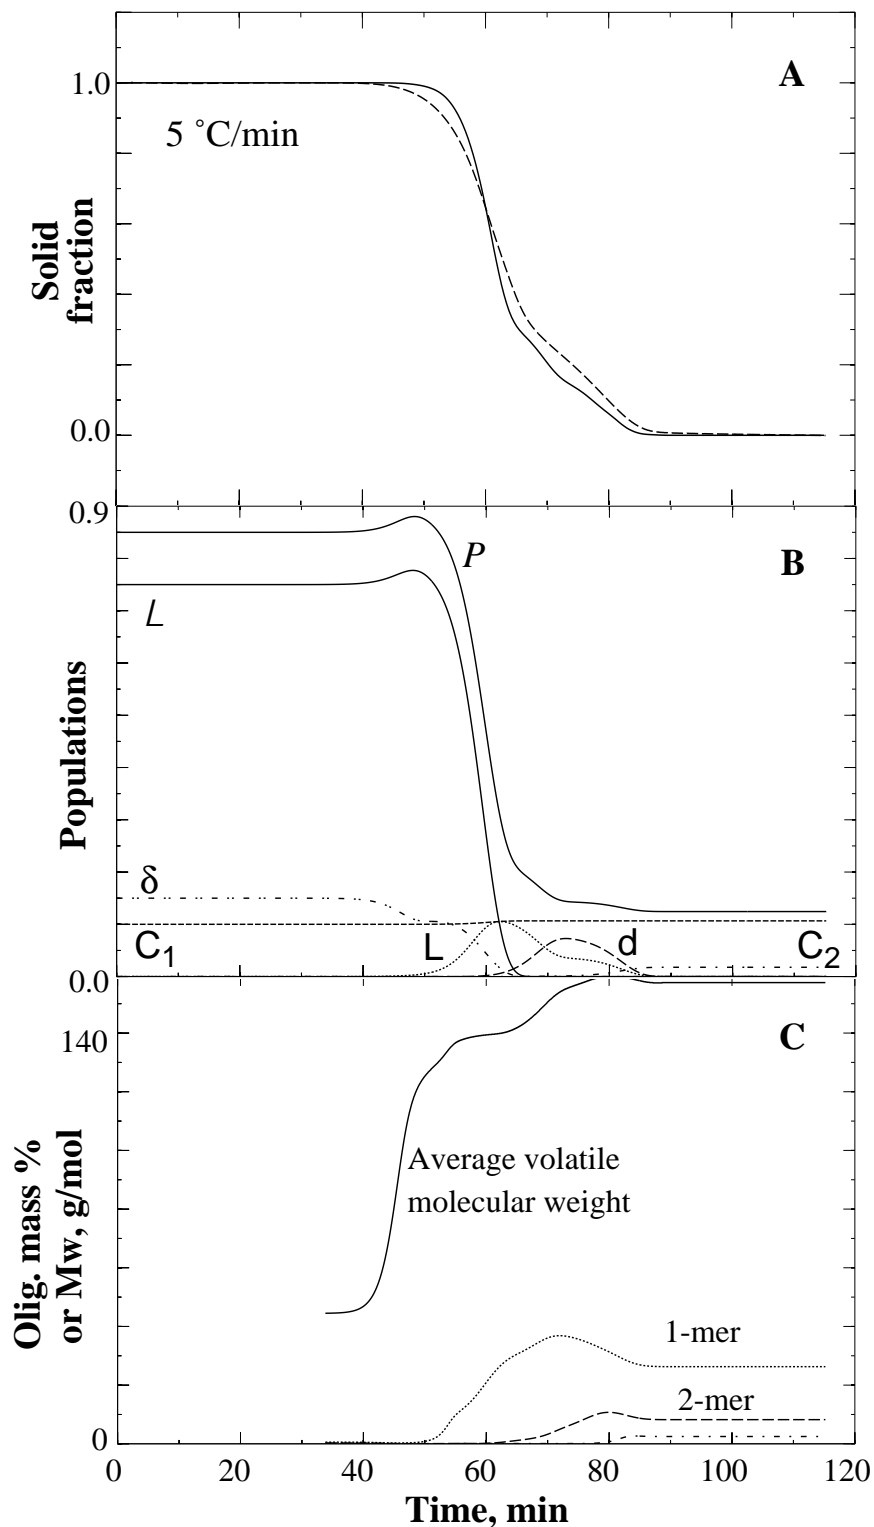 A
1.0
5 ˚C/min
Solid
fraction
0.0
0.9
P
B
L
Populations
δ
C1
L
d
C2
0.0
140
C
Olig. mass %
or Mw, g/mol
Average volatile
molecular weight
1-mer
2-mer
0
0
20
40
60
80
100
120
Time, min